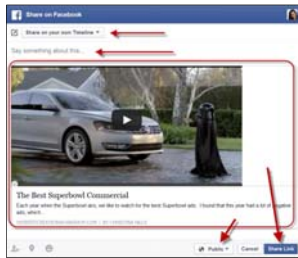 Share on Facebook
Share on your own Timeline
Say something about this...
The Best Superbowl Commercial
Each year when the Superbowl airs, we like to watch for the best Superbowl ads. I found that this year had a lot of negative
ads, which...
Public Cancel Share Link